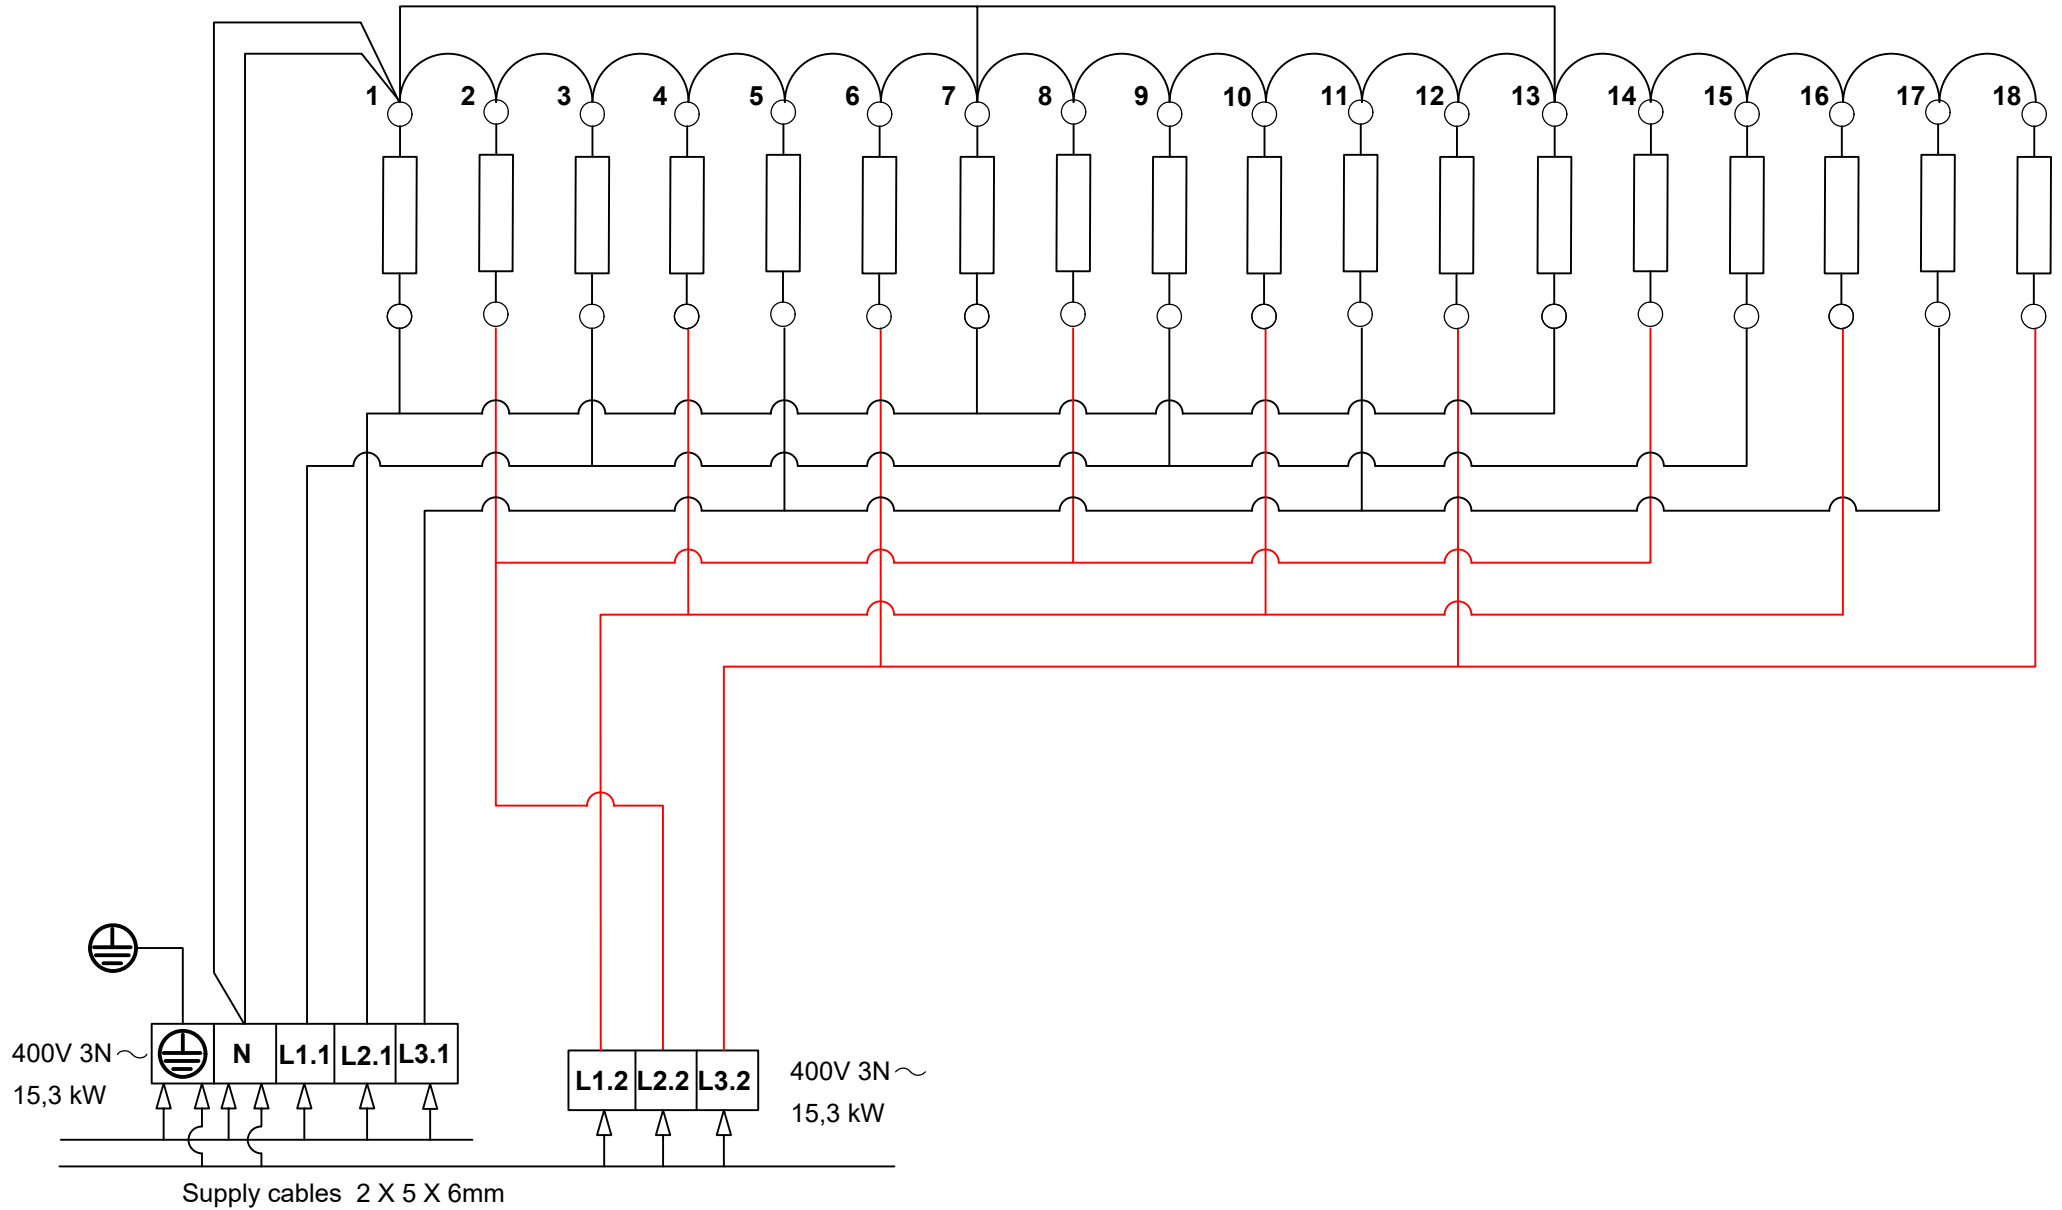 1 2 3 4 5 6 7 8 9 10 11 12 13 14 15 16 17 18
400V 3N ~
15,3 kW
N L1.1 L2.1 L3.1
L1.2 L2.2 L3.2
400V 3N ~
15,3 kW
Supply cables 2 X 5 X 6mm